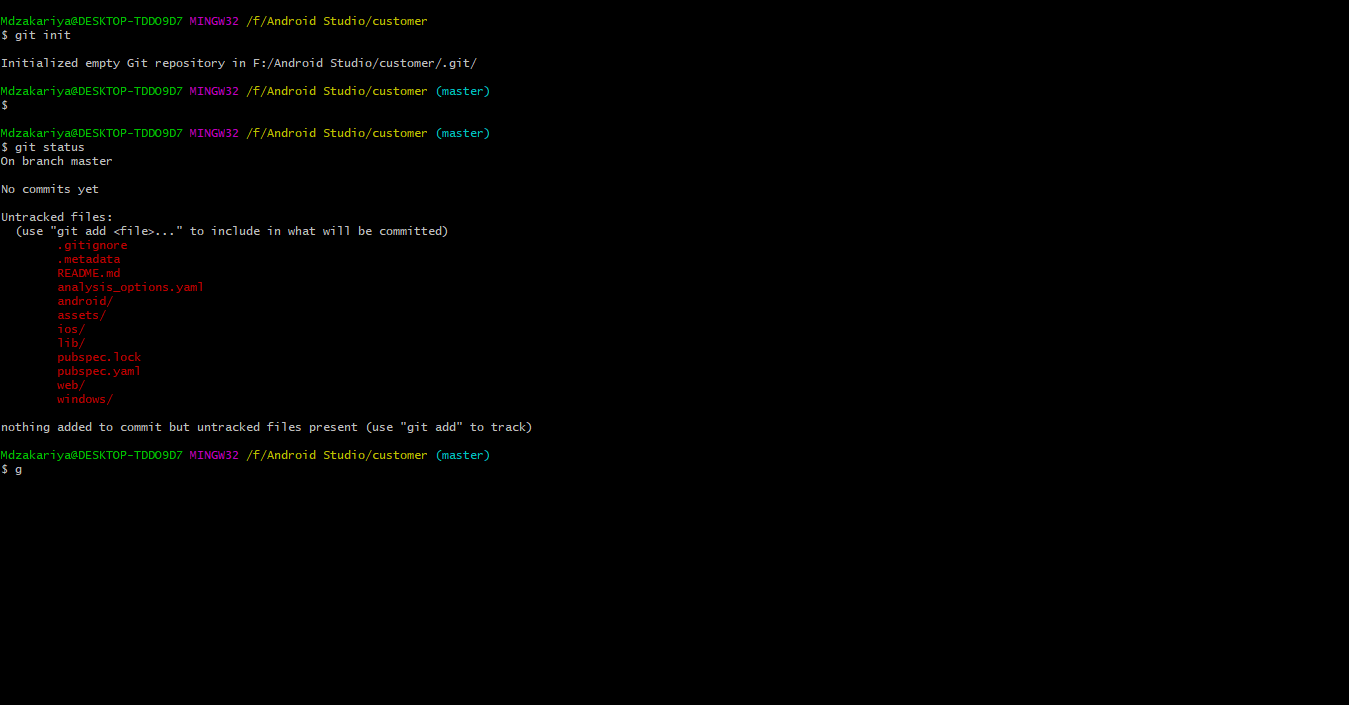 Mdzakariya@DESKTOP-TDDO9D7 MINGW32 /f/Android Studio/customer
$ git init
Initialized empty Git repository in F:/Android Studio/customer/.git/
Mdzakariya@DESKTOP-TDDO9D7 MINGW32 /f/Android Studio/customer (master)
$
Mdzakariya@DESKTOP-TDDO9D7 MINGW32 /f/Android Studio/customer (master)
$ git status
On branch master
No commits yet
Untracked files:
(use "git add <file>..." to include in what will be committed)
.gitignore
.metadata
README.md
analysis_options.yaml
android/
assets/
ios/
lib/
pubspec.lock
pubspec.yaml
web/
windows/
nothing added to commit but untracked files present (use "git add" to track)
Mdzakariya@DESKTOP-TDDO9D7 MINGW32 /f/Android Studio/customer (master)
$ g